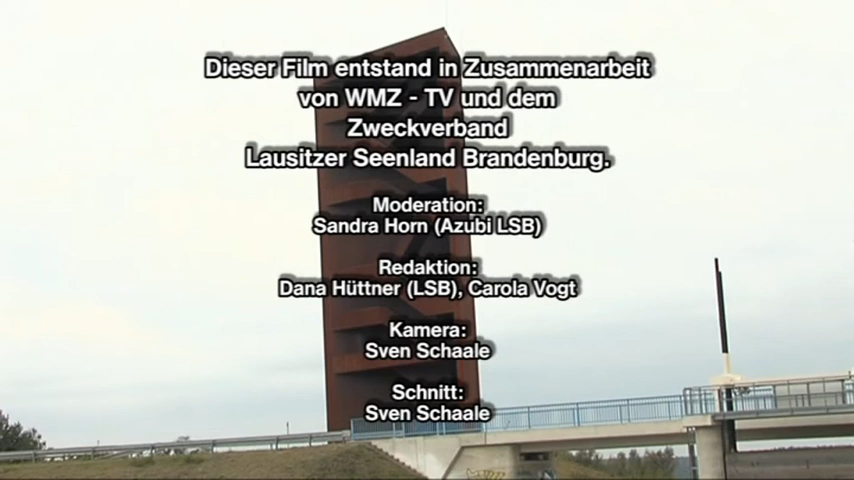 Dieser Film entstand in Zusammenarbeit
von WMZ - TV und dem
Zweckverband
Lausitzer Seenland Brandenburg.
Moderation:
Sandra Horn (Azubi LSB)
Redaktion:
Dana Hüttner (LSB), Carola Vogt
Kamera:
Sven Schaale
Schnitt:
Sven Schaale